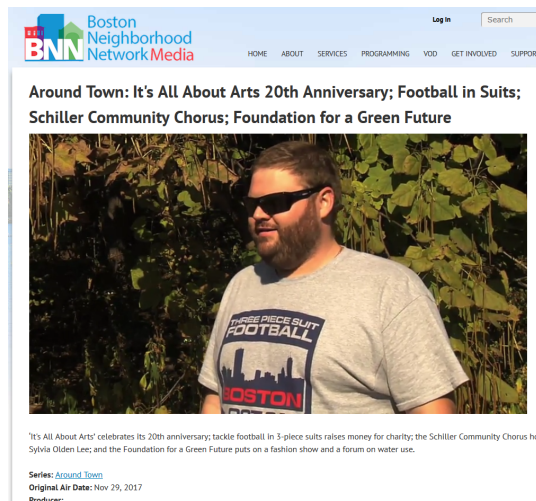 Boston
Neighborhood
Network Media
BNN
Log in
Search
HOME ABOUT SERVICES PROGRAMMING VOD GET INVOLVED
Around Town: It's All About Arts 20th Anniversary; Football in Suits;
Schiller Community Chorus; Foundation for a Green Future
THREE PIECE SUIT
FOOTBALL
BOSTON
'It's All About Arts' celebrates its 20th anniversary; tackle football in 3-piece suits raises money for charity; the Schiller Community Chorus
Sylvia Olden Lee; and the Foundation for a Green Future puts on a fashion show and a forum on water use.
Series: Around Town
Original Air Date: Nov 29, 2017
Producer: